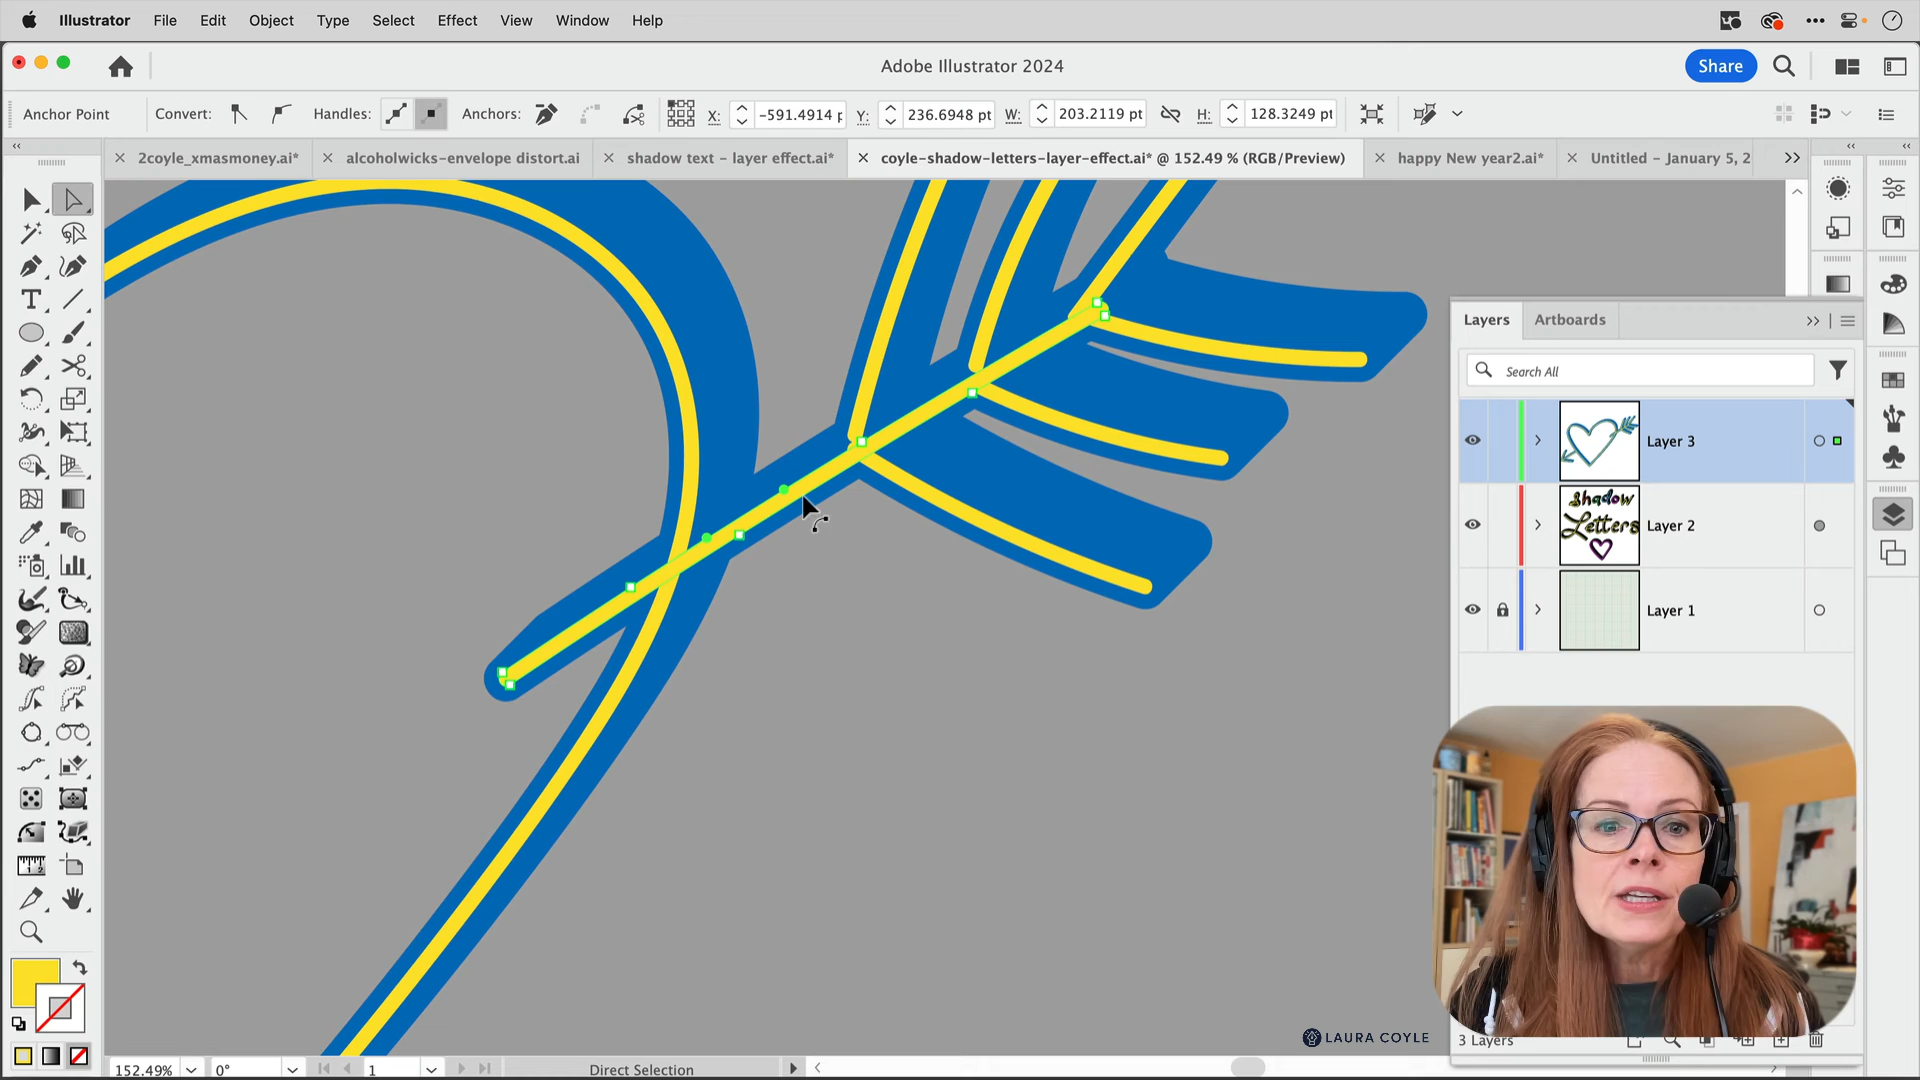 Illustrator File Edit Object Type Select Effect View Window Help
Adobe Illustrator 2024
Share
Anchor Point Convert: Handles: Anchors: X: -591.4914 p Y: 236.6948 pt W: 203.2119 pt H: 128.3249 pt
2coyle_xmasmoney.ai* alcoholwicks-envelope distort.ai shadow text - layer effect.ai* coyle-shadow-letters-layer-effect.ai* @ 152.49 % (RGB/Preview) happy New year2.ai* Untitled - January 5, 2
Layers Artboards
Search All
Layer 3
Shadow
Letters
Layer 2
Layer 1
LAURA COYLE
3 Layers
152.49% 0° 1 Direct Selection